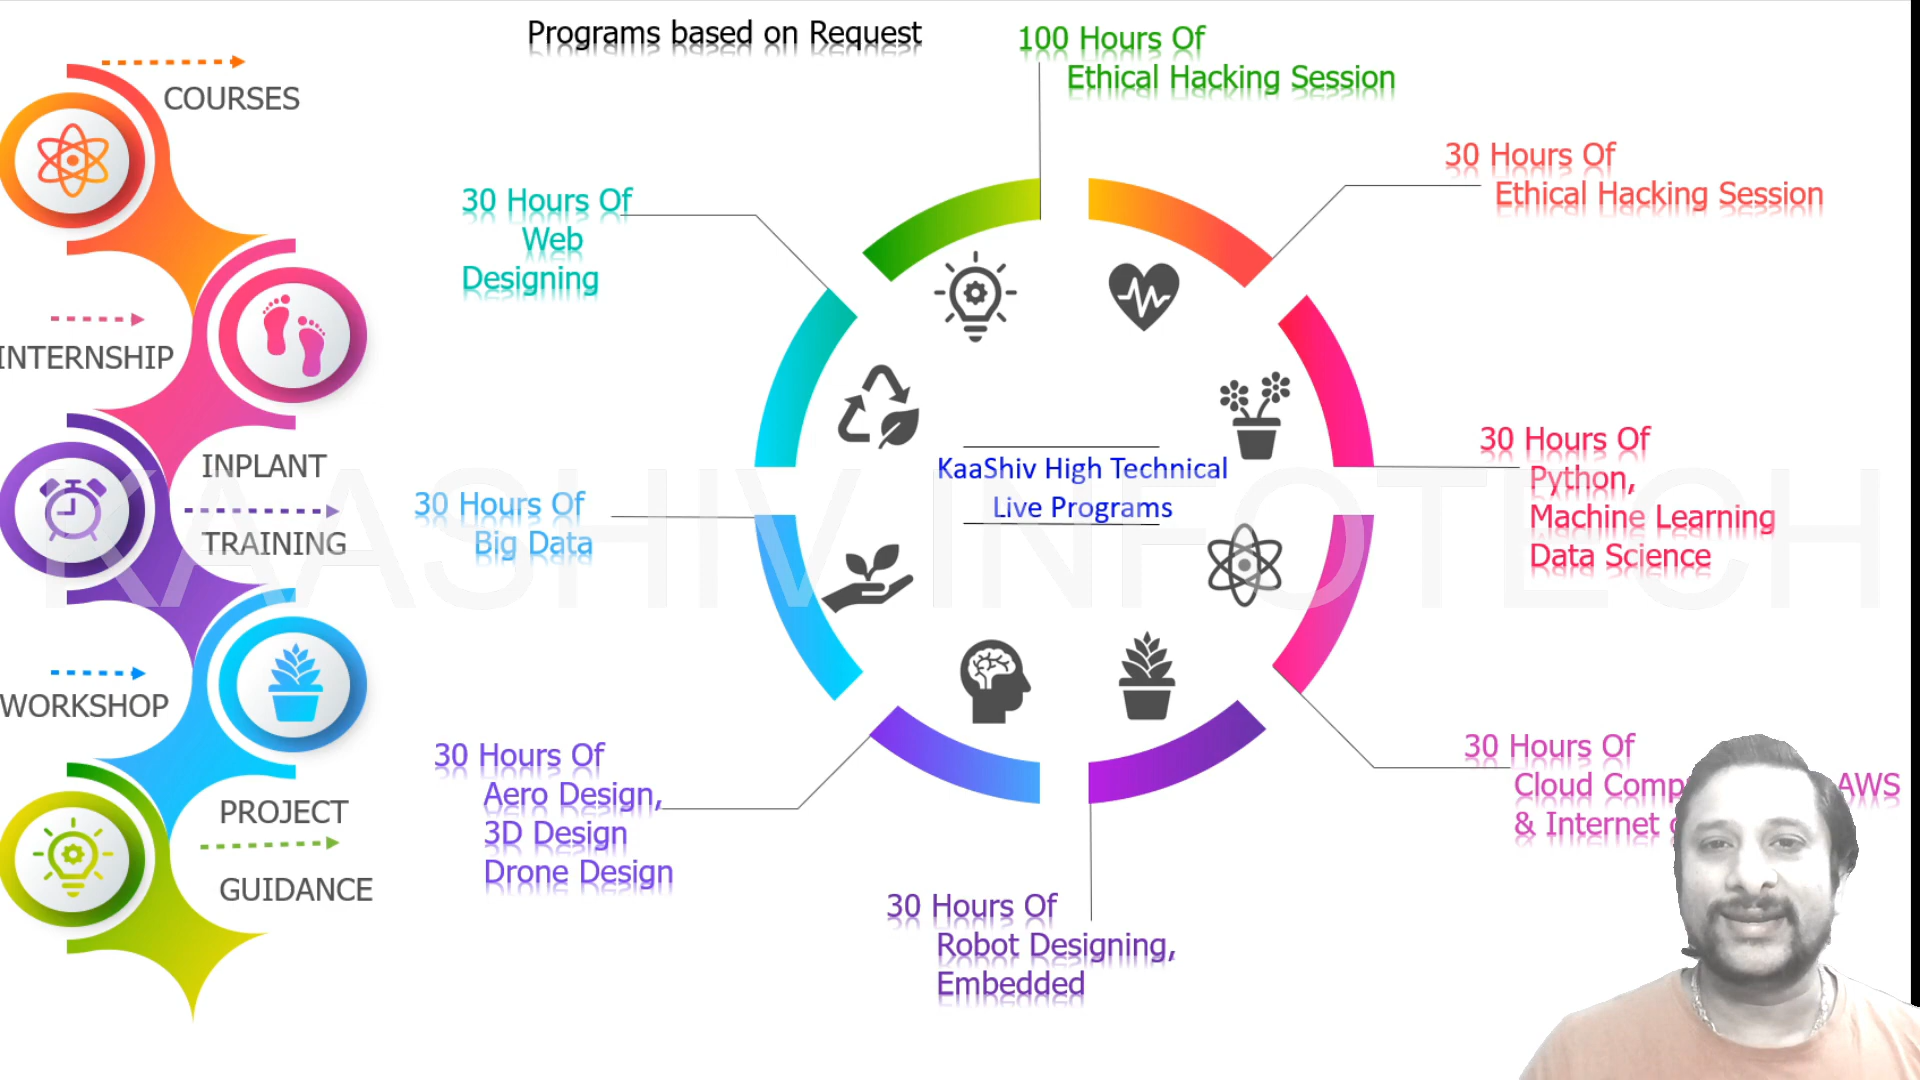 Programs based on Request
COURSES
INTERNSHIP
INPLANT
TRAINING
WORKSHOP
PROJECT
GUIDANCE
100 Hours Of
Ethical Hacking Session
30 Hours Of
Ethical Hacking Session
30 Hours Of
Web
Designing
30 Hours Of
Python,
Machine Learning
Data Science
KaaShiv High Technical
Live Programs
30 Hours Of
Big Data
30 Hours Of
Cloud AWS
& Internet
30 Hours Of
Aero Design,
3D Design
Drone Design
30 Hours Of
Robot Designing,
Embedded
KAASHIV INFOTECH